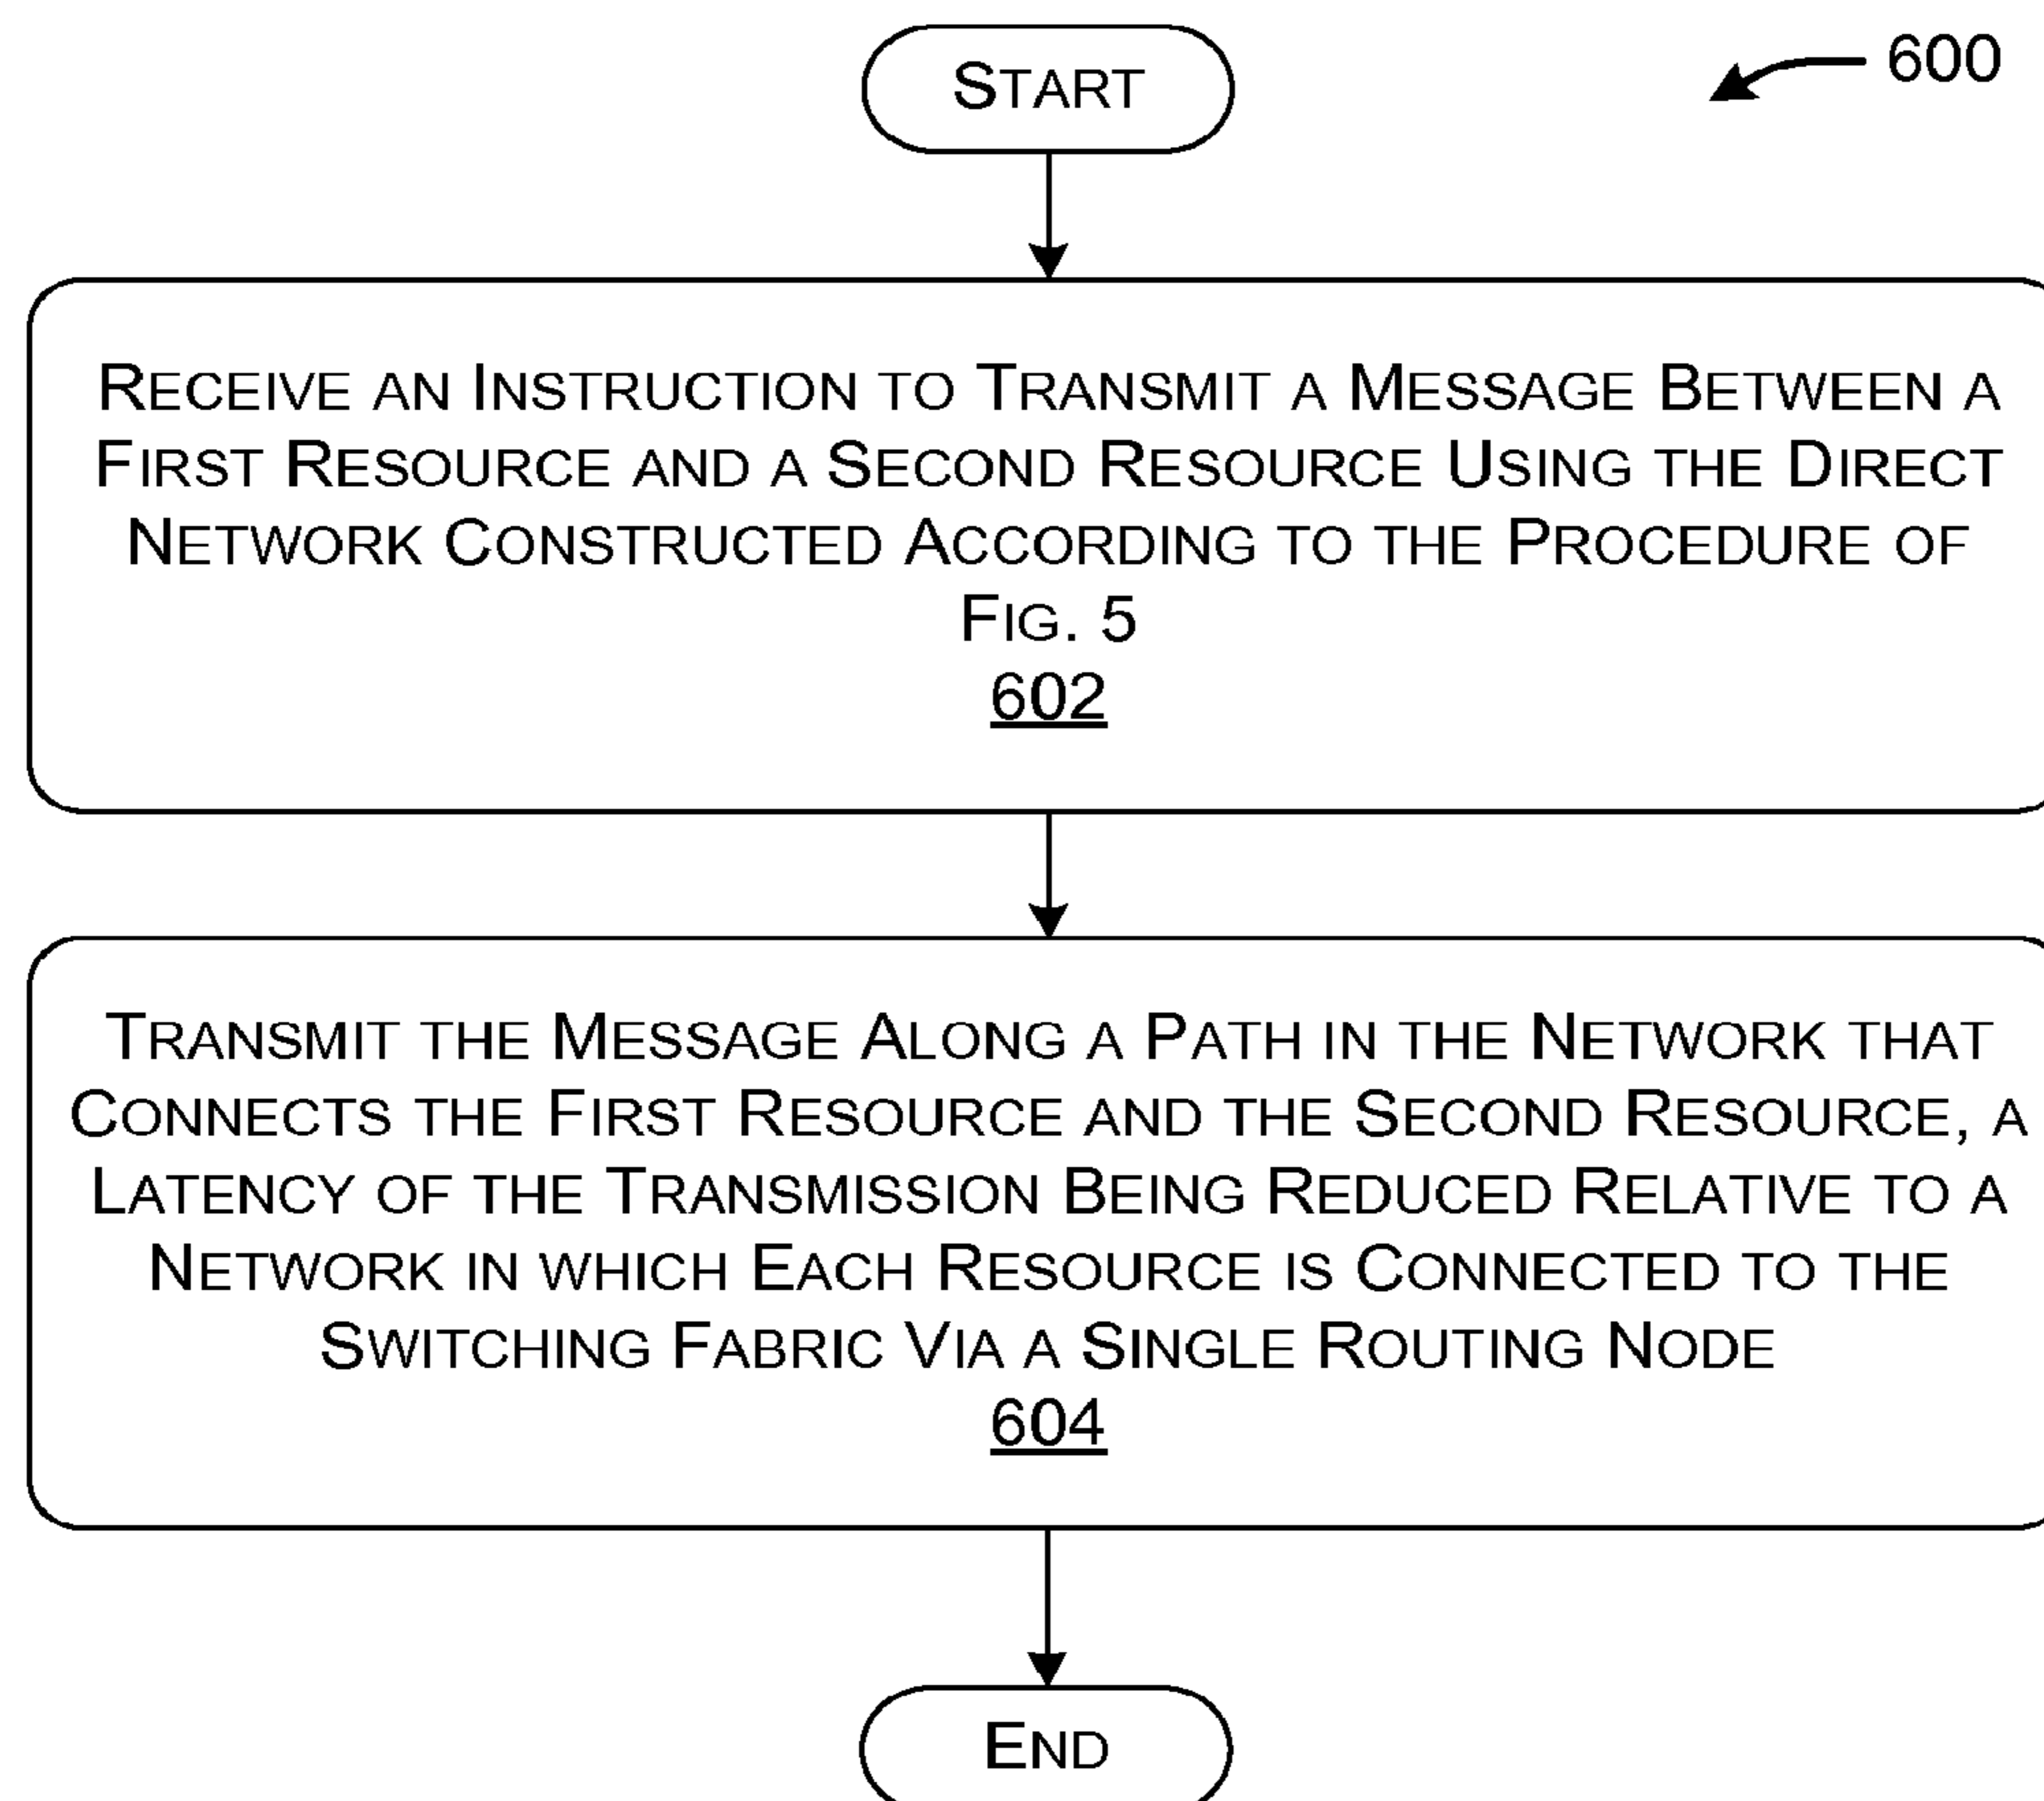 START
600
RECEIVE AN INSTRUCTION TO TRANSMIT A MESSAGE BETWEEN A
FIRST RESOURCE AND A SECOND RESOURCE USING THE DIRECT
NETWORK CONSTRUCTED ACCORDING TO THE PROCEDURE OF
FIG. 5
602
TRANSMIT THE MESSAGE ALONG A PATH IN THE NETWORK THAT
CONNECTS THE FIRST RESOURCE AND THE SECOND RESOURCE, A
LATENCY OF THE TRANSMISSION BEING REDUCED RELATIVE TO A
NETWORK IN WHICH EACH RESOURCE IS CONNECTED TO THE
SWITCHING FABRIC VIA A SINGLE ROUTING NODE
604
END